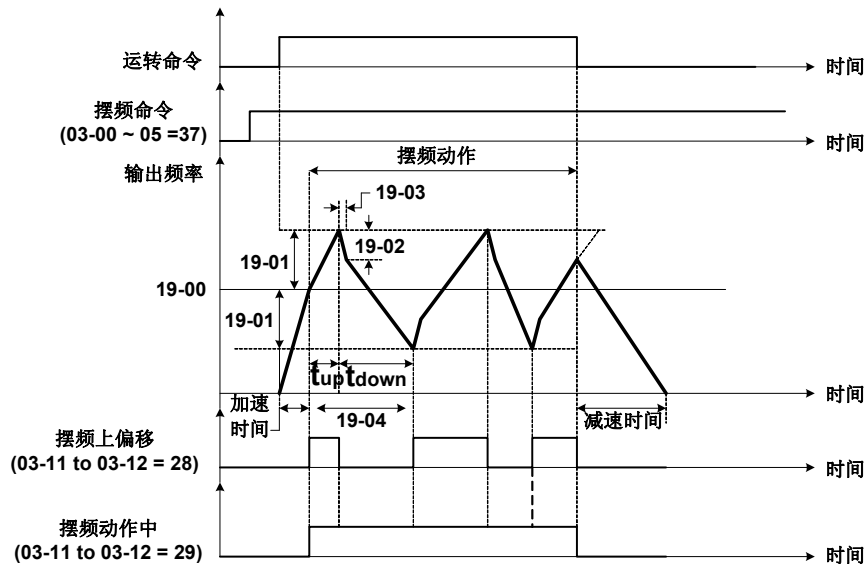 运转命令
时间
摆频命令
(03-00 ~ 05 =37)
时间
摆频动作
输出频率
19-03
19-02
19-01
19-00
19-01
tup tdown
时间
加速
时间
19-04
减速时间
摆频上偏移
(03-11 to 03-12 = 28)
时间
摆频动作中
(03-11 to 03-12 = 29)
时间